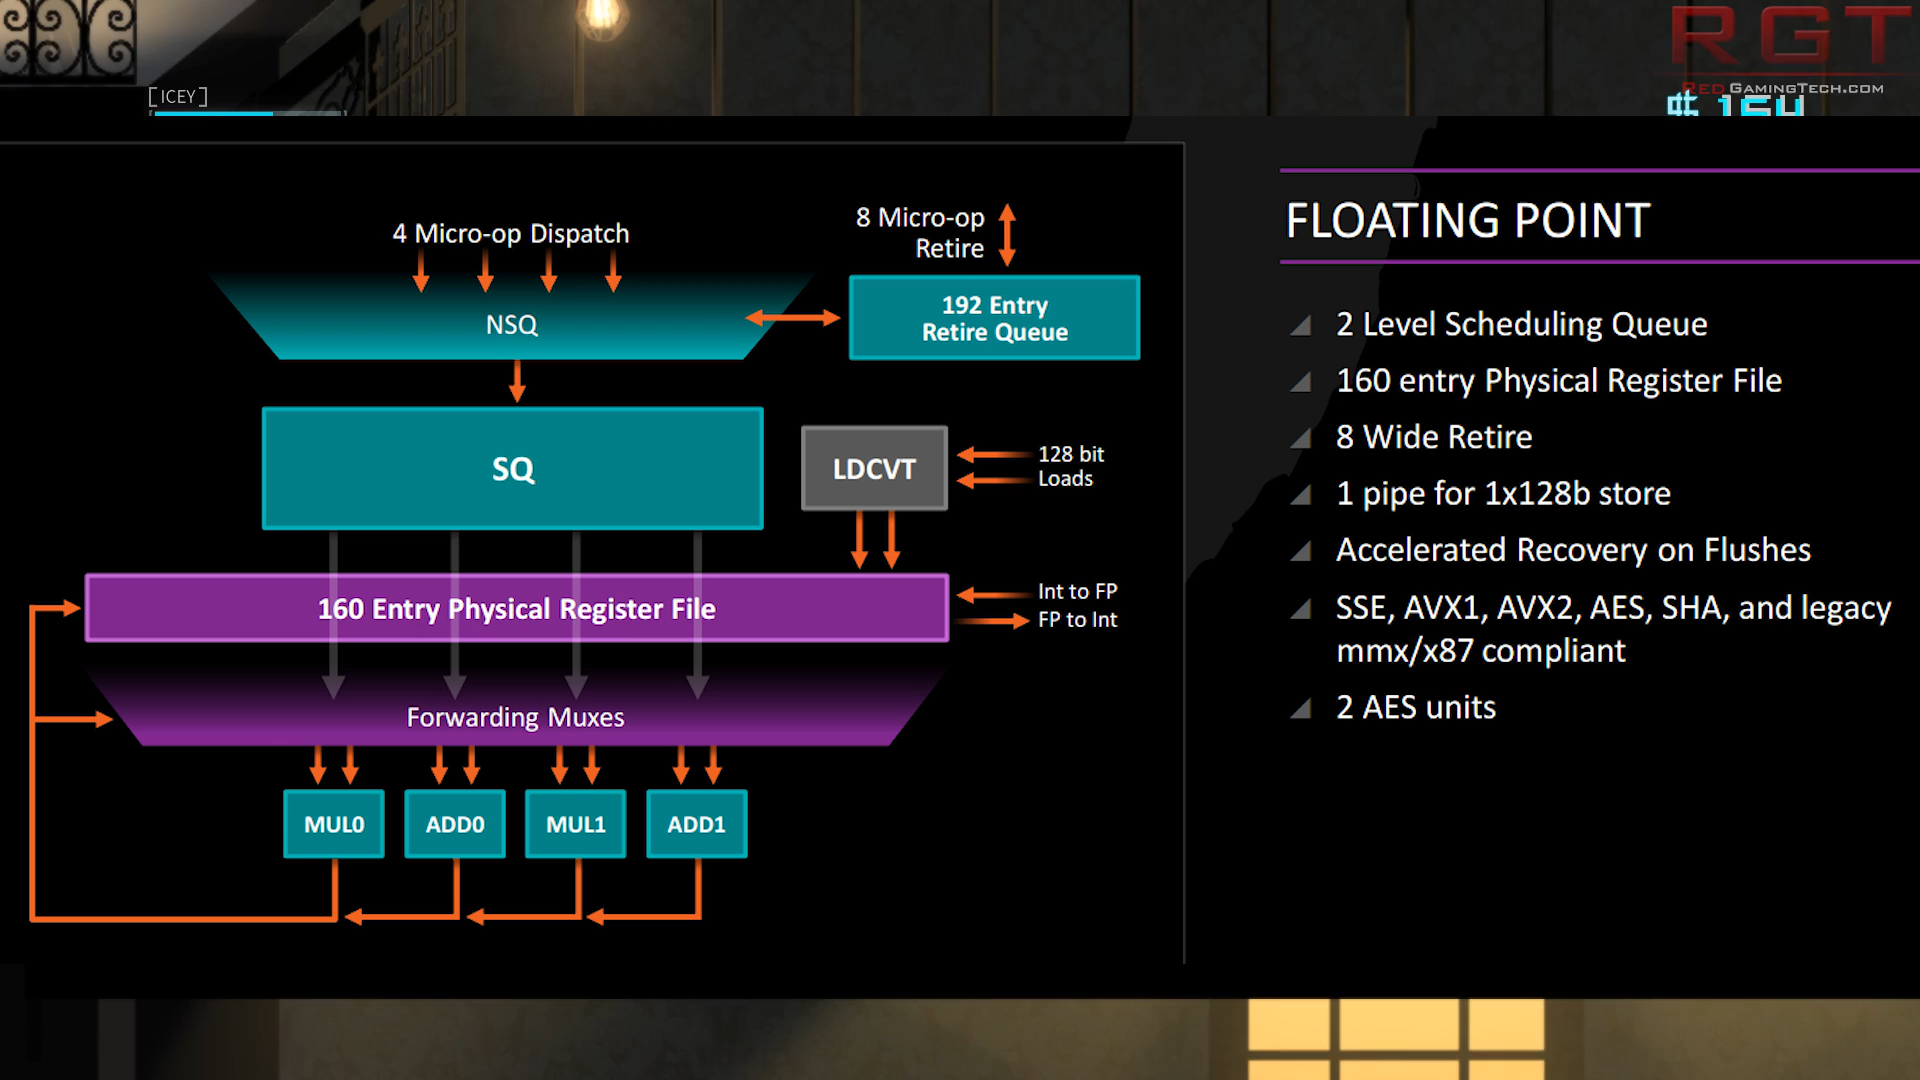 RGT
[ICEY]
RED GAMINGTECH.COM
4 Micro-op Dispatch
8 Micro-op
Retire
NSQ
192 Entry
Retire Queue
SQ
LDCVT
128 bit
Loads
160 Entry Physical Register File
Int to FP
FP to Int
Forwarding Muxes
MUL0
ADD0
MUL1
ADD1
FLOATING POINT
2 Level Scheduling Queue
160 entry Physical Register File
8 Wide Retire
1 pipe for 1x128b store
Accelerated Recovery on Flushes
SSE, AVX1, AVX2, AES, SHA, and legacy
mmx/x87 compliant
2 AES units